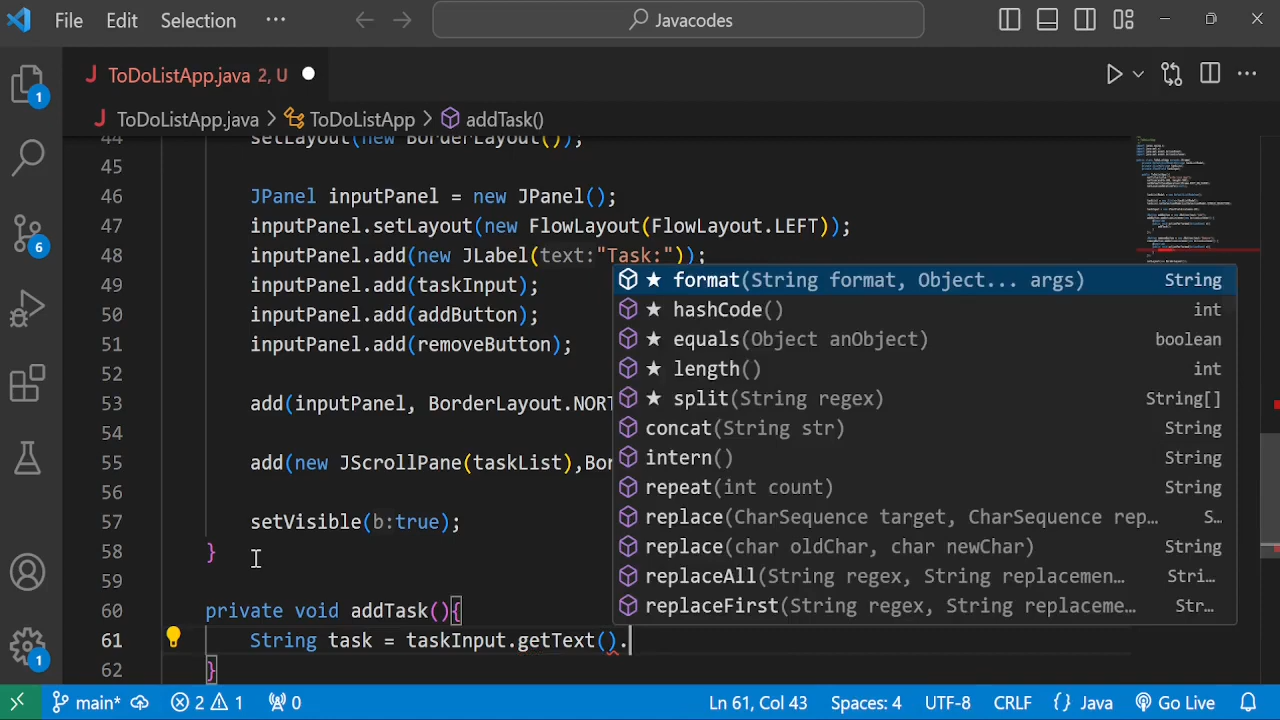 File Edit Selection ··· Javacodes
ToDoListApp.java 2, U
ToDoListApp.java > ToDoListApp > addTask()
44 setLayout(new BorderLayout());
45
46 JPanel inputPanel = new JPanel();
47 inputPanel.setLayout(new FlowLayout(FlowLayout.LEFT));
48 inputPanel.add(new JLabel(text:"Task:"));
49 inputPanel.add(taskInput);
50 inputPanel.add(addButton);
51 inputPanel.add(removeButton);
52
53 add(inputPanel, BorderLayout.NORT
54
55 add(new JScrollPane(taskList),Bor
56
57 setVisible(b:true);
58 }
59
60 private void addTask(){
61 String task = taskInput.getText().
62 }
★ format(String format, Object... args) String
★ hashCode() int
★ equals(Object anObject) boolean
★ length() int
★ split(String regex) String[]
concat(String str) String
intern() String
repeat(int count) String
replace(CharSequence target, CharSequence rep… S…
replace(char oldChar, char newChar) String
replaceAll(String regex, String replacemen… Stri…
replaceFirst(String regex, String replaceme… Str…
1
6
1
main* 2 1 0 Ln 61, Col 43 Spaces: 4 UTF-8 CRLF {} Java Go Live